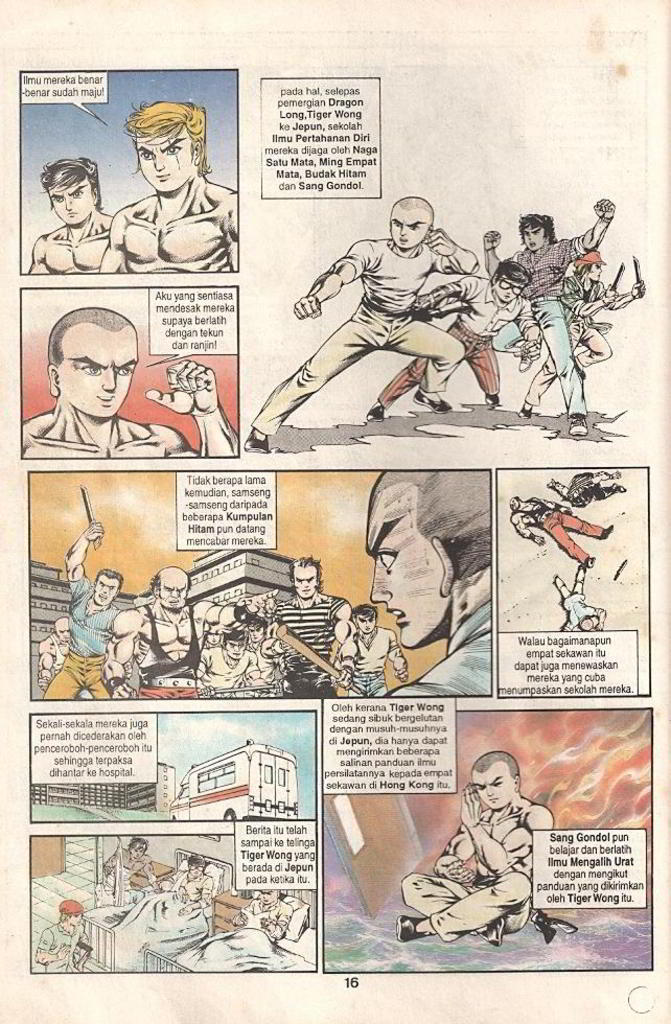 Ilmu mereka benar
-benar sudah maju!
pada hal, selepas
pemergian Dragon
Long,Tiger Wong
ke Jepun, sekolah
Ilmu Pertahanan Diri
mereka dijaga oleh Naga
Satu Mata, Ming Empat
Mata, Budak Hitam
dan Sang Gondol.
Aku yang sentiasa
mendesak mereka
supaya berlatih
dengan tekun
dan ranjin!
Tidak berapa lama
kemudian, samseng
-samseng daripada
beberapa Kumpulan
Hitam pun datang
mencabar mereka.
Walau bagaimanapun
empat sekawan itu
dapat juga menewaskan
mereka yang cuba
menumpaskan sekolah mereka.
Sekali-sekala mereka juga
pernah dicederakan oleh
penceroboh-penceroboh itu
sehingga terpaksa
dihantar ke hospital.
Berita itu telah
sampai ke telinga
Tiger Wong yang
berada di Jepun
pada ketika itu.
Oleh kerana Tiger Wong
sedang sibuk bergelutan
dengan musuh-musuhnya
di Jepun, dia hanya dapat
mengirimkan beberapa
salinan panduan ilmu
persilatannya kepada empat
sekawan di Hong Kong itu.
Sang Gondol pun
belajar dan berlatih
Ilmu Mengalih Urat
dengan mengikut
panduan yang dikirimkan
oleh Tiger Wong itu.
16